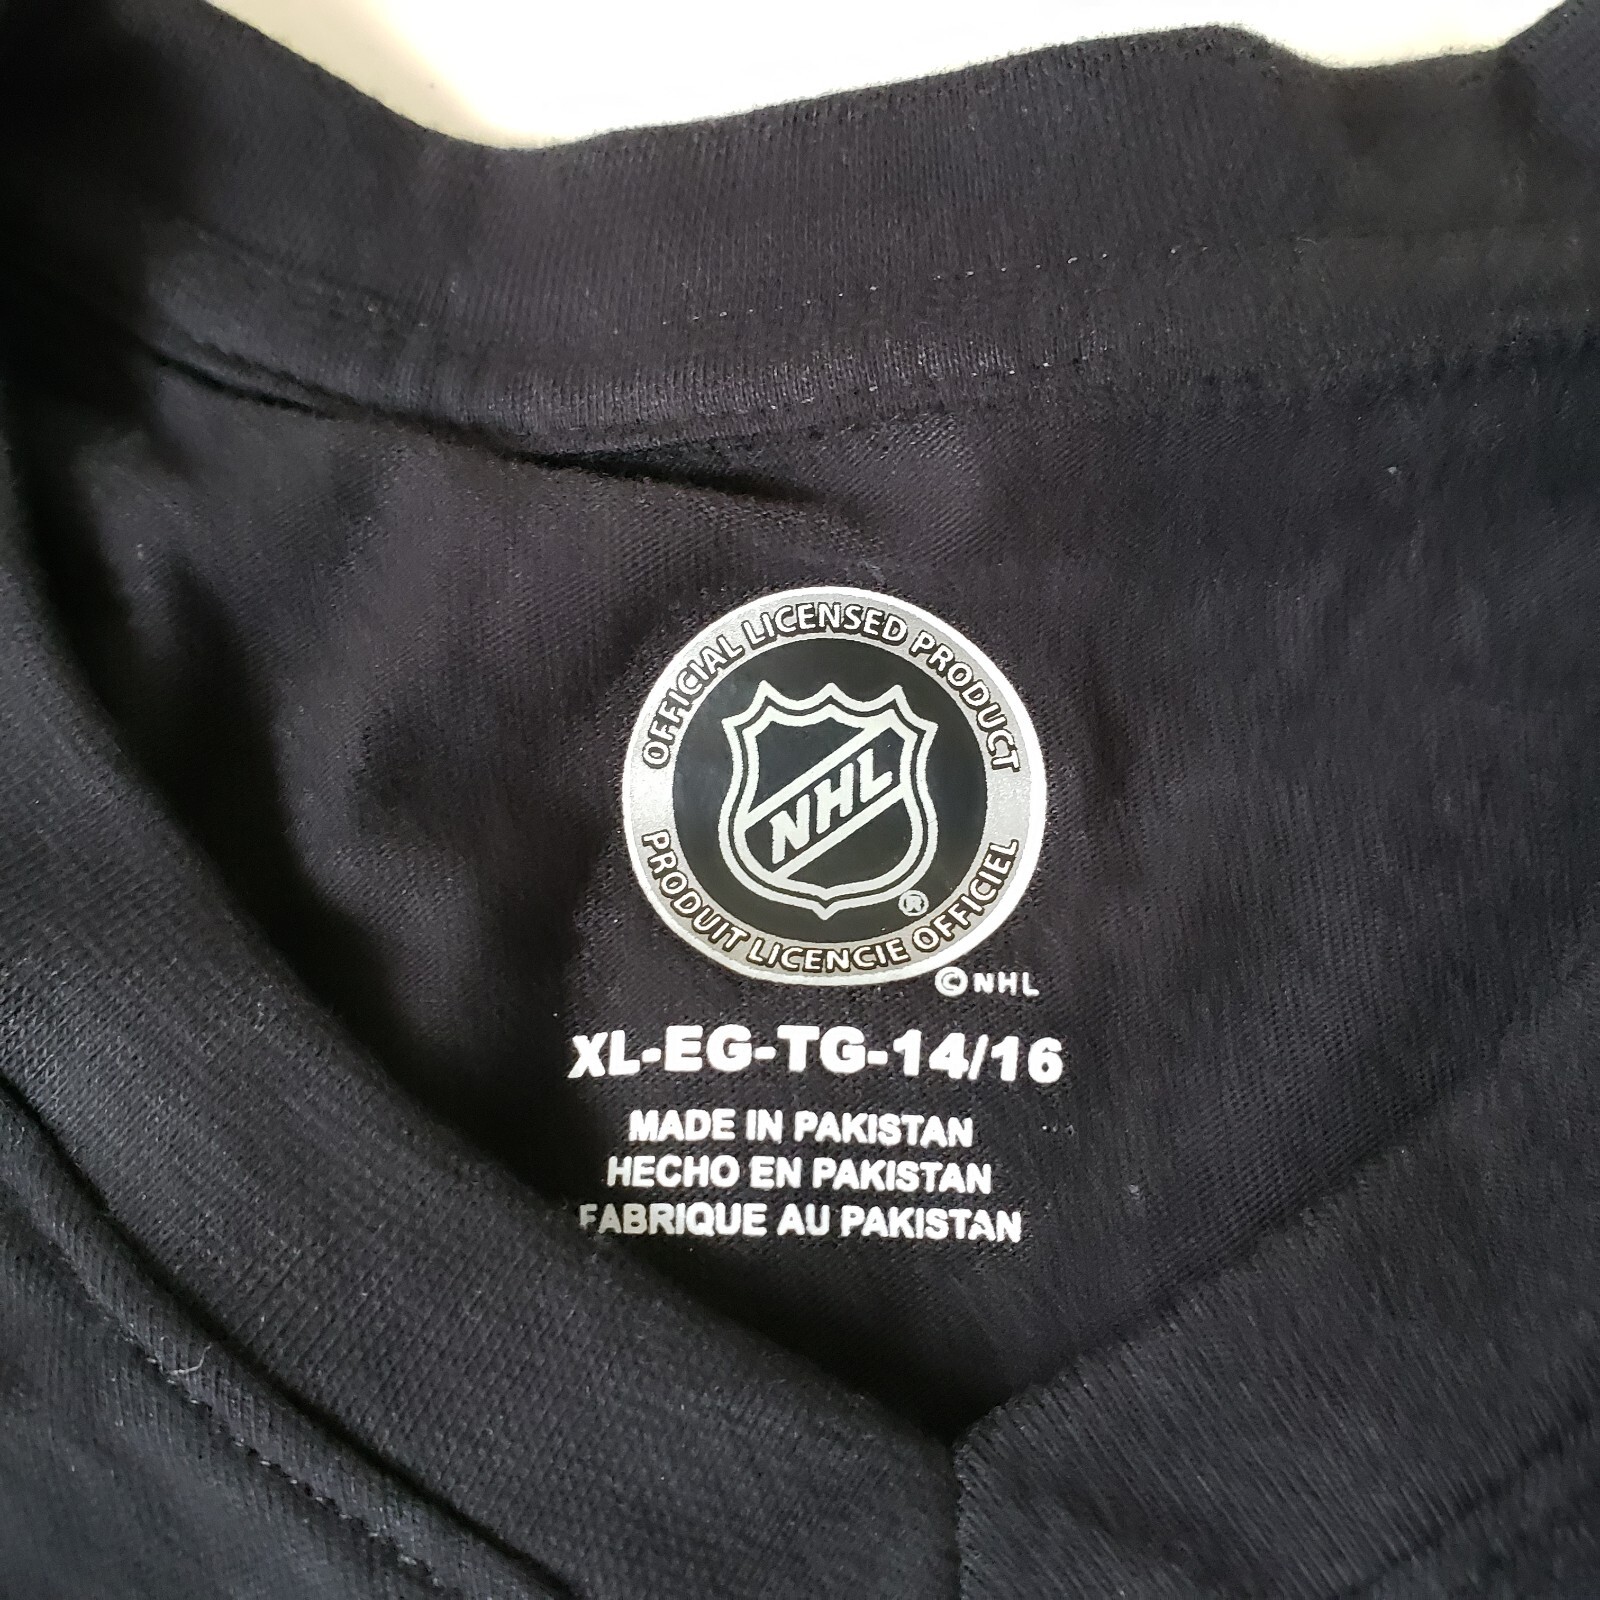 OFFICIAL LICENSED PRODUCT
NHL
®
PRODUIT LICENCIE OFFICIEL
© NHL
XL-EG-TG-14/16
MADE IN PAKISTAN
HECHO EN PAKISTAN
FABRIQUE AU PAKISTAN